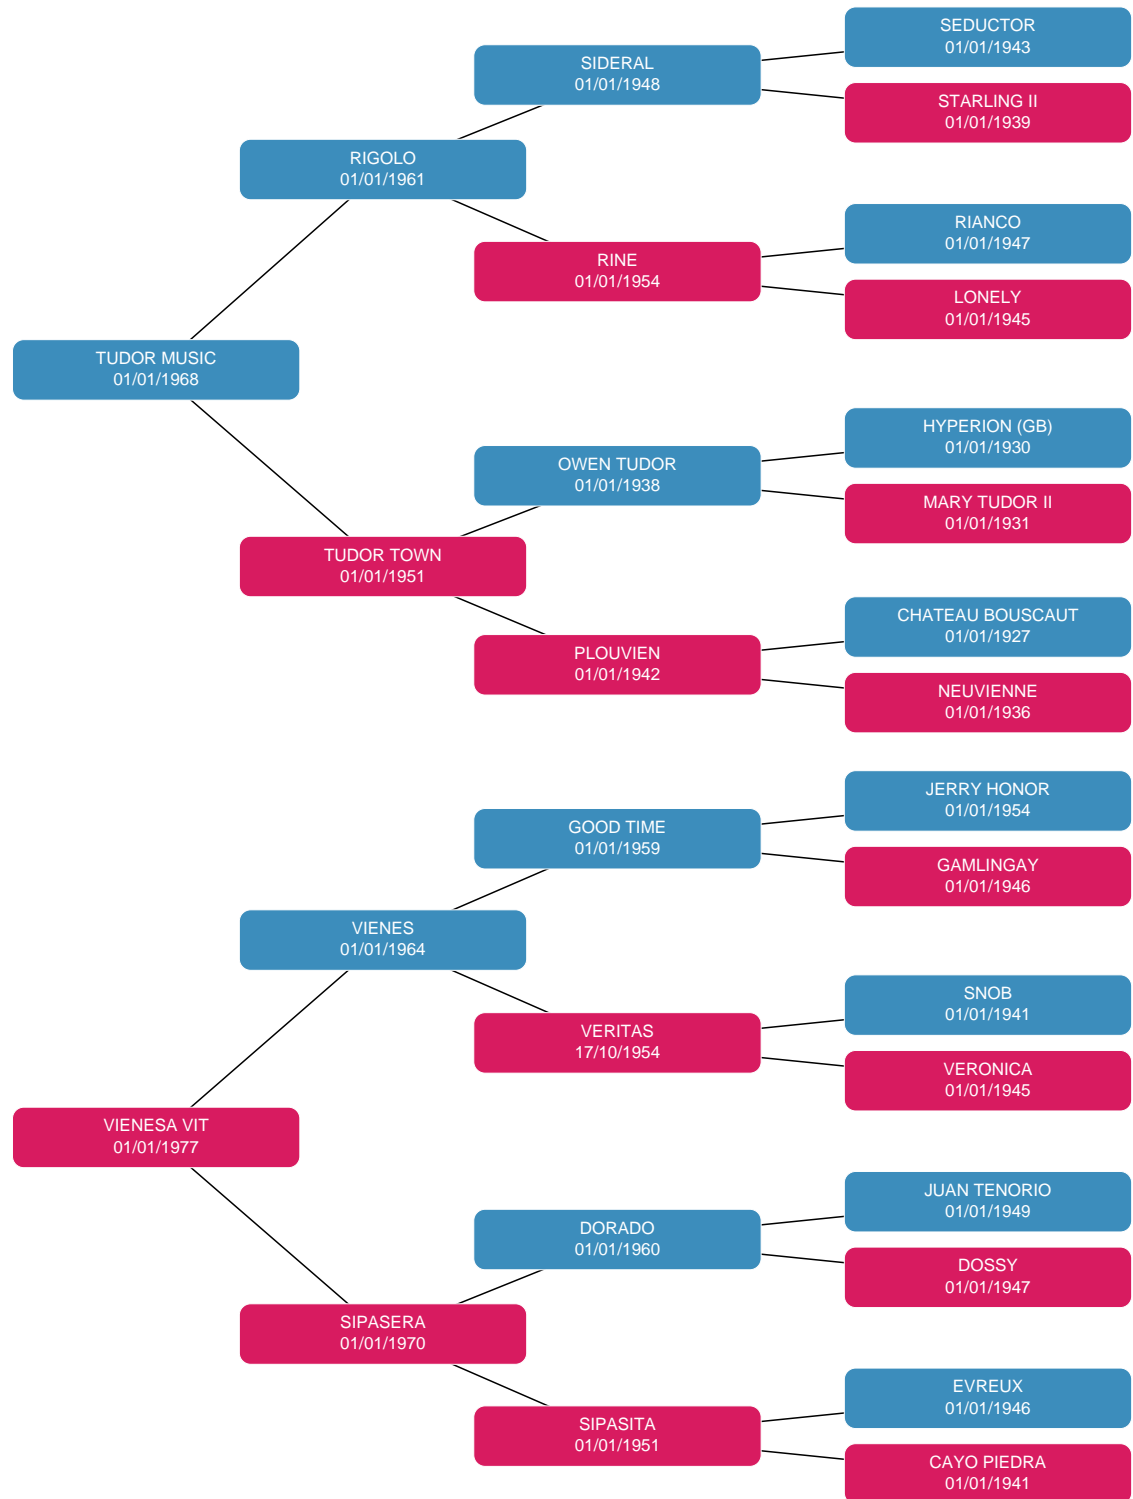 SEDUCTOR
01/01/1943
SIDERAL
01/01/1948
STARLING II
01/01/1939
RIGOLO
01/01/1961
RIANCO
01/01/1947
RINE
01/01/1954
LONELY
01/01/1945
TUDOR MUSIC
01/01/1968
HYPERION (GB)
01/01/1930
OWEN TUDOR
01/01/1938
MARY TUDOR II
01/01/1931
TUDOR TOWN
01/01/1951
CHATEAU BOUSCAUT
01/01/1927
PLOUVIEN
01/01/1942
NEUVIENNE
01/01/1936
JERRY HONOR
01/01/1954
GOOD TIME
01/01/1959
GAMLINGAY
01/01/1946
VIENES
01/01/1964
SNOB
01/01/1941
VERITAS
17/10/1954
VERONICA
01/01/1945
VIENESA VIT
01/01/1977
JUAN TENORIO
01/01/1949
DORADO
01/01/1960
DOSSY
01/01/1947
SIPASERA
01/01/1970
EVREUX
01/01/1946
SIPASITA
01/01/1951
CAYO PIEDRA
01/01/1941